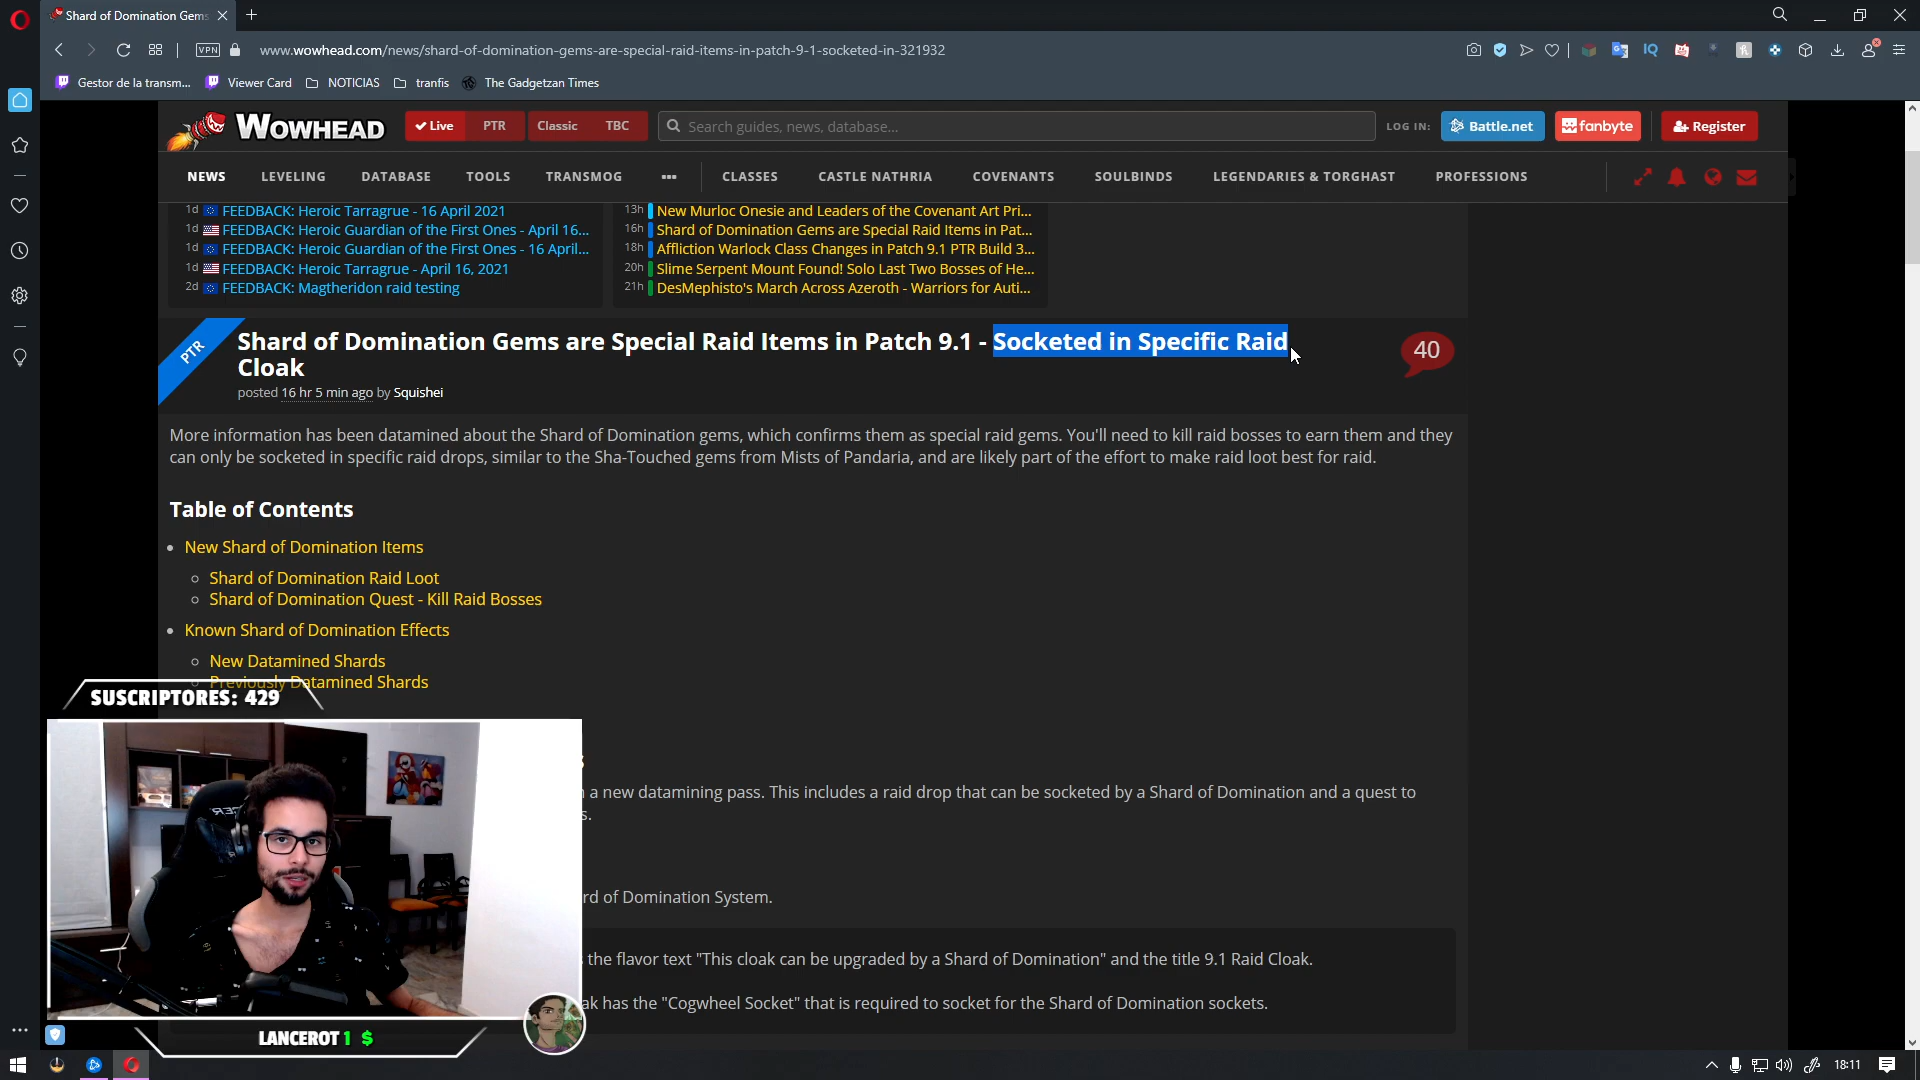 Shard of Domination Gems
VPN
www.wowhead.com/news/shard-of-domination-gems-are-special-raid-items-in-patch-9-1-socketed-in-321932
Gestor de la transm...
Viewer Card
NOTICIAS
tranfis
The Gadgetzan Times
WOWHEAD
Live
PTR
Classic
TBC
Search guides, news, database...
LOG IN:
Battle.net
fanbyte
Register
NEWS
LEVELING
DATABASE
TOOLS
TRANSMOG
CLASSES
CASTLE NATHRIA
COVENANTS
SOULBINDS
LEGENDARIES & TORGHAST
PROFESSIONS
1d FEEDBACK: Heroic Tarragrue - 16 April 2021
1d FEEDBACK: Heroic Guardian of the First Ones - April 16...
1d FEEDBACK: Heroic Guardian of the First Ones - 16 April...
1d FEEDBACK: Heroic Tarragrue - April 16, 2021
2d FEEDBACK: Magtheridon raid testing
13h New Murloc Onesie and Leaders of the Covenant Art Pri...
16h Shard of Domination Gems are Special Raid Items in Pat...
18h Affliction Warlock Class Changes in Patch 9.1 PTR Build 3...
20h Slime Serpent Mount Found! Solo Last Two Bosses of He...
21h DesMephisto's March Across Azeroth - Warriors for Auti...
PTR
Shard of Domination Gems are Special Raid Items in Patch 9.1 - Socketed in Specific Raid
Cloak
posted 16 hr 5 min ago by Squishei
40
More information has been datamined about the Shard of Domination gems, which confirms them as special raid gems. You'll need to kill raid bosses to earn them and they
can only be socketed in specific raid drops, similar to the Sha-Touched gems from Mists of Pandaria, and are likely part of the effort to make raid loot best for raid.
Table of Contents
New Shard of Domination Items
Shard of Domination Raid Loot
Shard of Domination Quest - Kill Raid Bosses
Known Shard of Domination Effects
New Datamined Shards
Previously Datamined Shards
SUSCRIPTORES: 429
a new datamining pass. This includes a raid drop that can be socketed by a Shard of Domination and a quest to
of Domination System.
the flavor text "This cloak can be upgraded by a Shard of Domination" and the title 9.1 Raid Cloak.
has the "Cogwheel Socket" that is required to socket for the Shard of Domination sockets.
LANCEROT 1 $
18:11